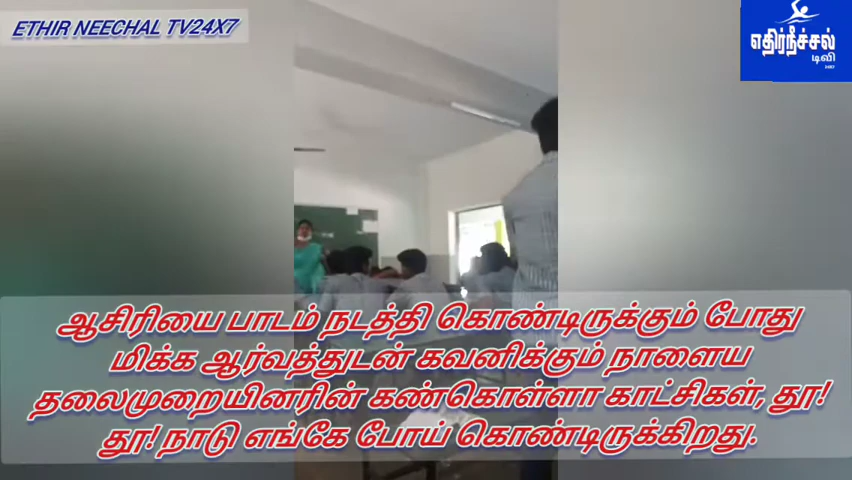 ETHIR NEECHAL TV24X7
எதிர்நீச்சல்
டிவி
ஆசிரியை பாடம் நடத்தி கொண்டிருக்கும் போது
மிக்க ஆர்வத்துடன் கவனிக்கும் நாளைய
தலைமுறையினரின் கண்கொள்ளா காட்சிகள், தூ!
தூ! நாடு எங்கே போய் கொண்டிருக்கிறது.